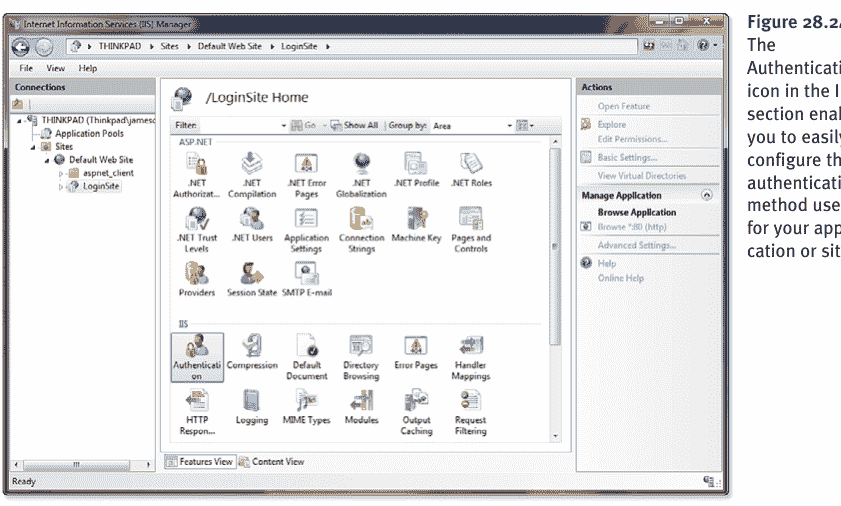 Internet Information Services (IIS) Manager
THINKPAD Sites Default Web Site LoginSite
File View Help
Connections
THINKPAD (Thinkpad\jamesc
Application Pools
Sites
Default Web Site
aspnet_client
LoginSite
/LoginSite Home
Filter: Go Show All Group by: Area
ASP.NET
.NET Authorizat...
.NET Compilation
.NET Error Pages
.NET Globalization
.NET Profile
.NET Roles
.NET Trust Levels
.NET Users
Application Settings
Connection Strings
Machine Key
Pages and Controls
Providers
Session State
SMTP E-mail
IIS
Authenticati on
Compression
Default Document
Directory Browsing
Error Pages
Handler Mappings
HTTP Respon...
Logging
MIME Types
Modules
Output Caching
Request Filtering
Features View Content View
Ready
Actions
Open Feature
Explore
Edit Permissions...
Basic Settings...
View Virtual Directories
Manage Application
Browse Application
Browse *:80 (http)
Advanced Settings...
Help
Online Help
Figure 28.2
The
Authenticati
icon in the I
section enal
you to easily
configure th
authenticati
method use
for your app
cation or sit